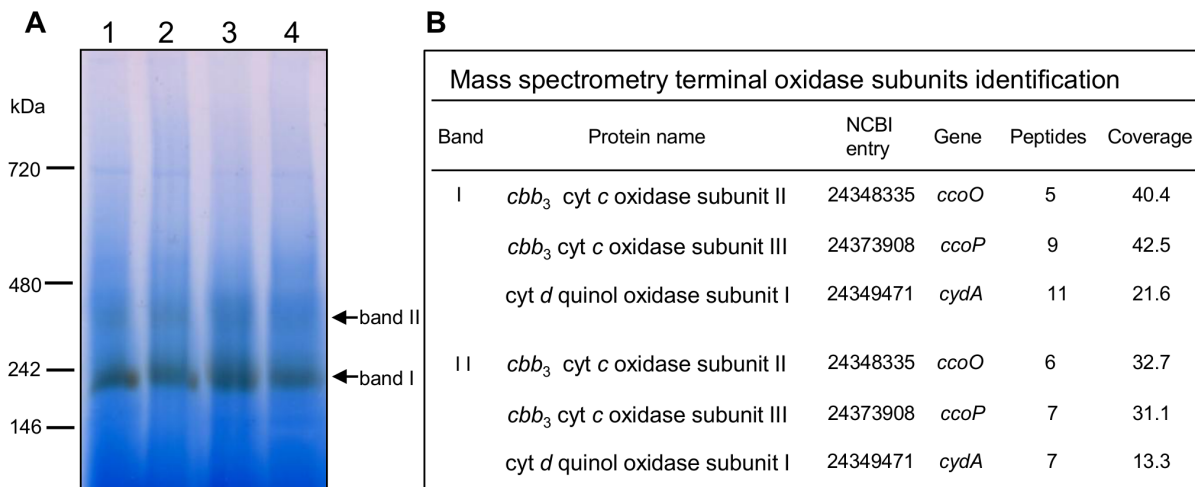 A
1 2 3 4
kDa
720
480
242
146
band II
band I
B
Mass spectrometry terminal oxidase subunits identification
Band Protein name NCBI entry Gene Peptides Coverage
I cbb3 cyt c oxidase subunit II 24348335 ccoO 5 40.4
cbb3 cyt c oxidase subunit III 24373908 ccoP 9 42.5
cyt d quinol oxidase subunit I 24349471 cydA 11 21.6
II cbb3 cyt c oxidase subunit II 24348335 ccoO 6 32.7
cbb3 cyt c oxidase subunit III 24373908 ccoP 7 31.1
cyt d quinol oxidase subunit I 24349471 cydA 7 13.3